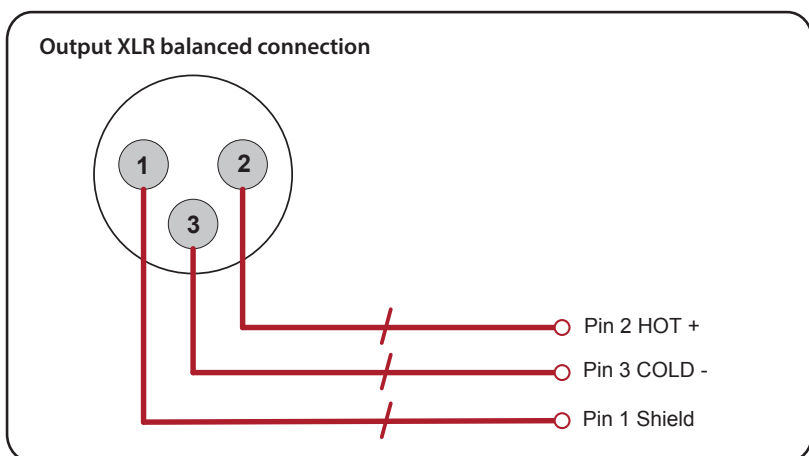 Output XLR balanced connection
1 2
3
Pin 2 HOT +
Pin 3 COLD -
Pin 1 Shield